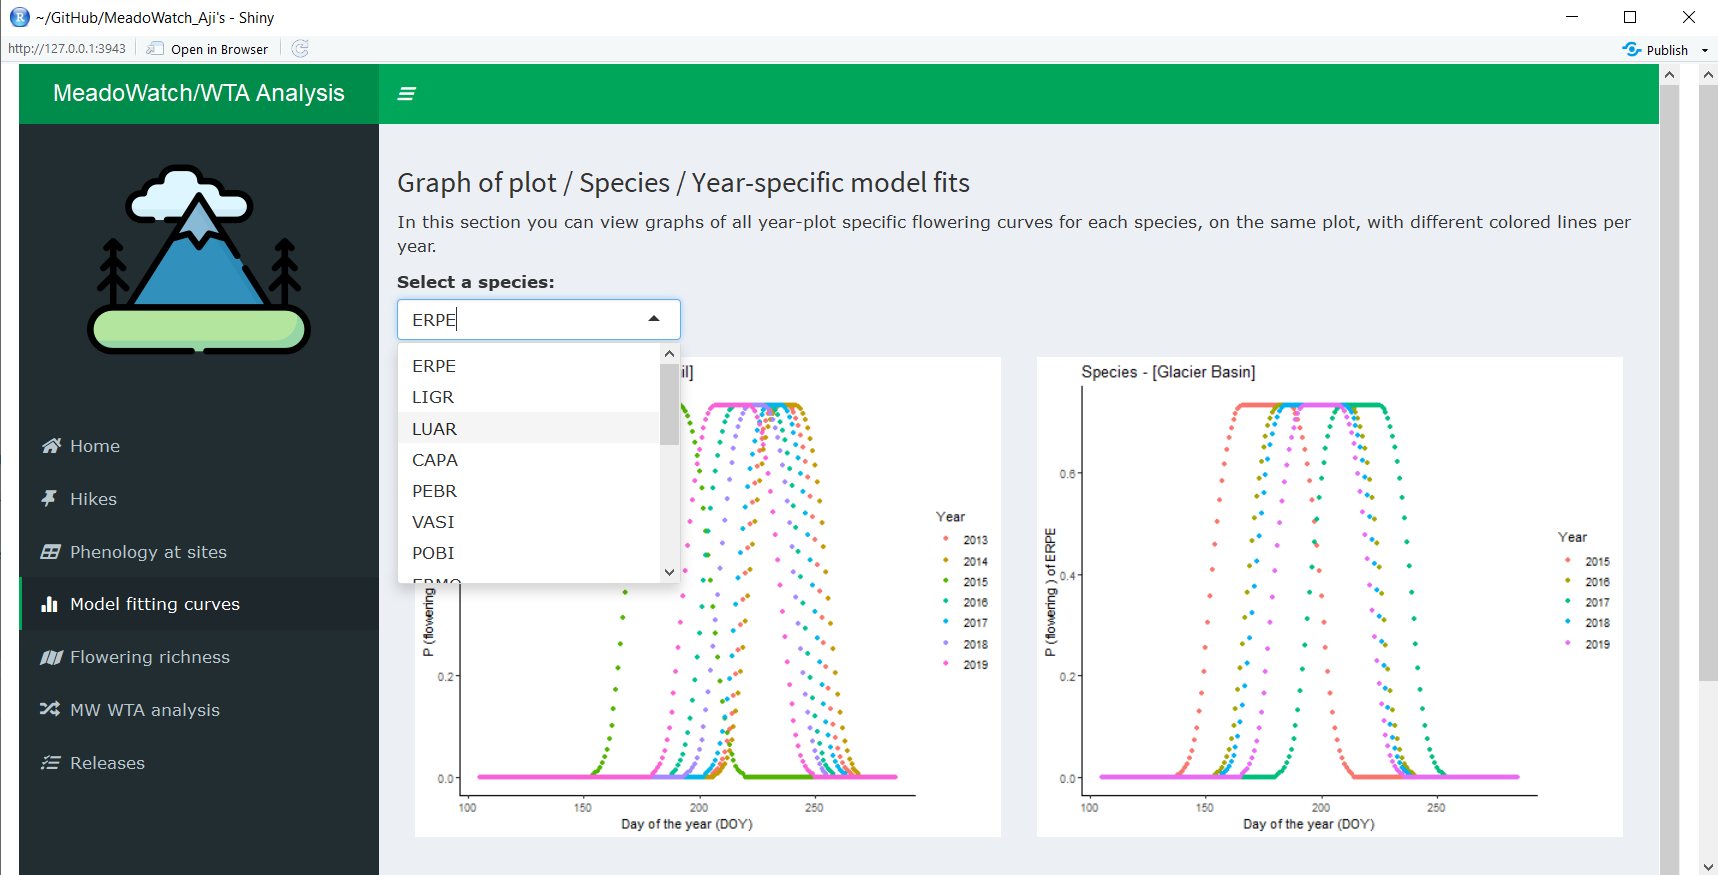 ~/GitHub/MeadoWatch_Aji's - Shiny
http://127.0.0.1:3943
Open in Browser
Publish
MeadoWatch/WTA Analysis
Home
Hikes
Phenology at sites
Model fitting curves
Flowering richness
MW WTA analysis
Releases
Graph of plot / Species / Year-specific model fits
In this section you can view graphs of all year-plot specific flowering curves for each species, on the same plot, with different colored lines per
year.
Select a species:
ERPE
ERPE
LIGR
LUAR
CAPA
PEBR
VASI
POBI
il]
P (flowering
0.2
0.0
100 150 200 250
Day of the year (DOY)
Year
2013
2014
2015
2016
2017
2018
2019
Species - [Glacier Basin]
P (flowering ) of ERPE
0.6
0.4
0.2
0.0
100 150 200 250
Day of the year (DOY)
Year
2015
2016
2017
2018
2019